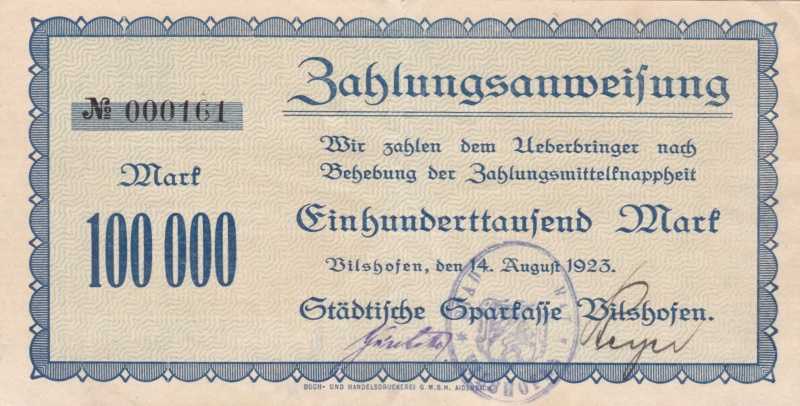 Zahlungsanweisung
№ 000161
Wir zahlen dem Ueberbringer nach
Behebung der Zahlungsmittelknappheit
Mark
100 000
Einhunderttausend Mark
Vilshofen, den 14. August 1923.
Städtische Sparkasse Vilshofen.
BUCH- UND HANDELSDRUCKEREI G.M.B.H. AIDENBACH